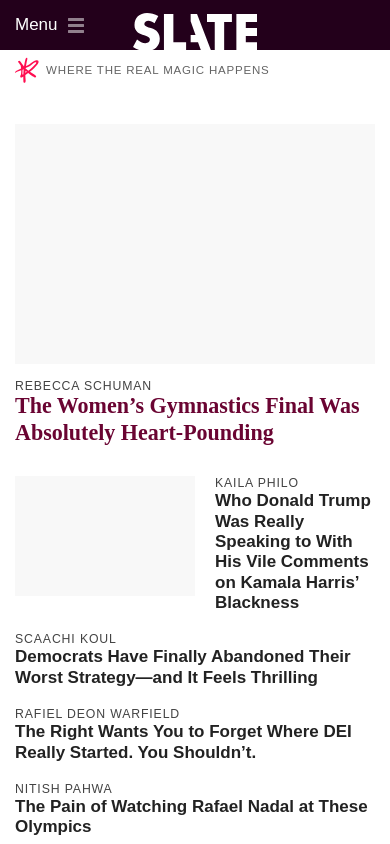 Menu
SLATE
WHERE THE REAL MAGIC HAPPENS
REBECCA SCHUMAN
The Women’s Gymnastics Final Was
Absolutely Heart-Pounding
KAILA PHILO
Who Donald Trump
Was Really
Speaking to With
His Vile Comments
on Kamala Harris’
Blackness
SCAACHI KOUL
Democrats Have Finally Abandoned Their
Worst Strategy—and It Feels Thrilling
RAFIEL DEON WARFIELD
The Right Wants You to Forget Where DEI
Really Started. You Shouldn’t.
NITISH PAHWA
The Pain of Watching Rafael Nadal at These
Olympics